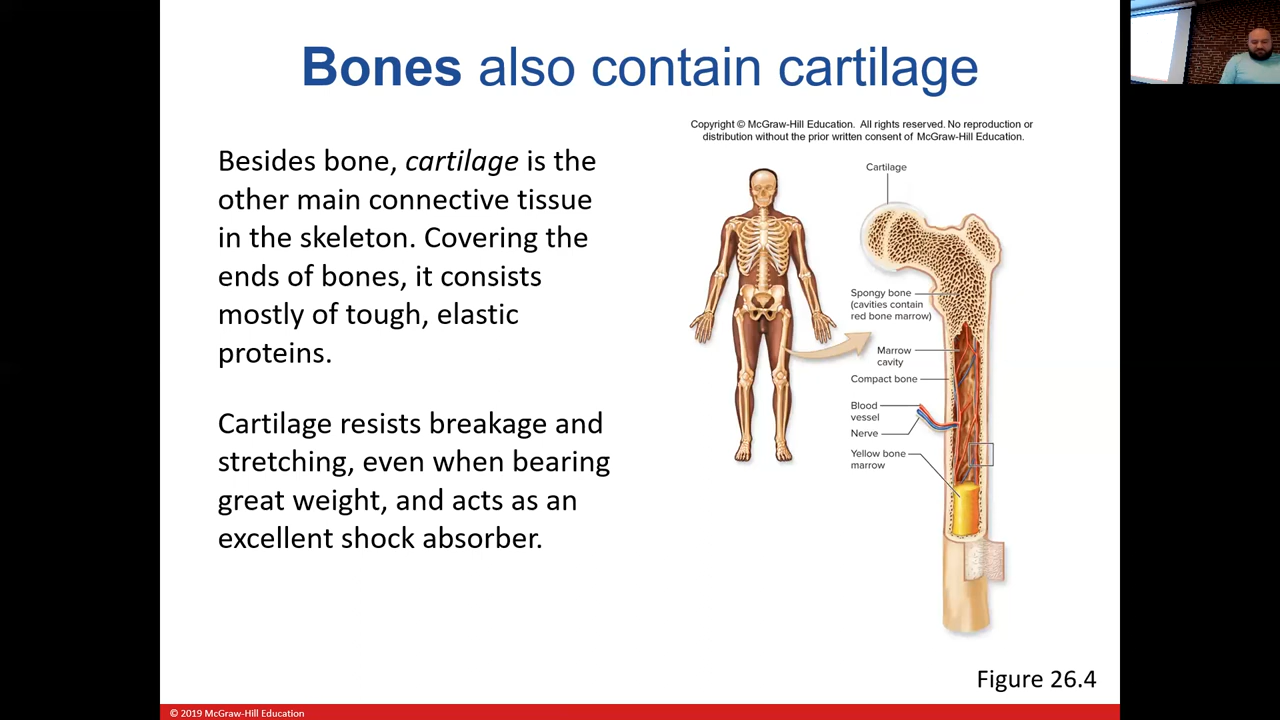 Bones also contain cartilage
Besides bone, cartilage is the
other main connective tissue
in the skeleton. Covering the
ends of bones, it consists
mostly of tough, elastic
proteins.
Cartilage resists breakage and
stretching, even when bearing
great weight, and acts as an
excellent shock absorber.
Copyright © McGraw-Hill Education. All rights reserved. No reproduction or
distribution without the prior written consent of McGraw-Hill Education.
Cartilage
Spongy bone
(cavities contain
red bone marrow)
Marrow
cavity
Compact bone
Blood
vessel
Nerve
Yellow bone
marrow
Figure 26.4
© 2019 McGraw-Hill Education